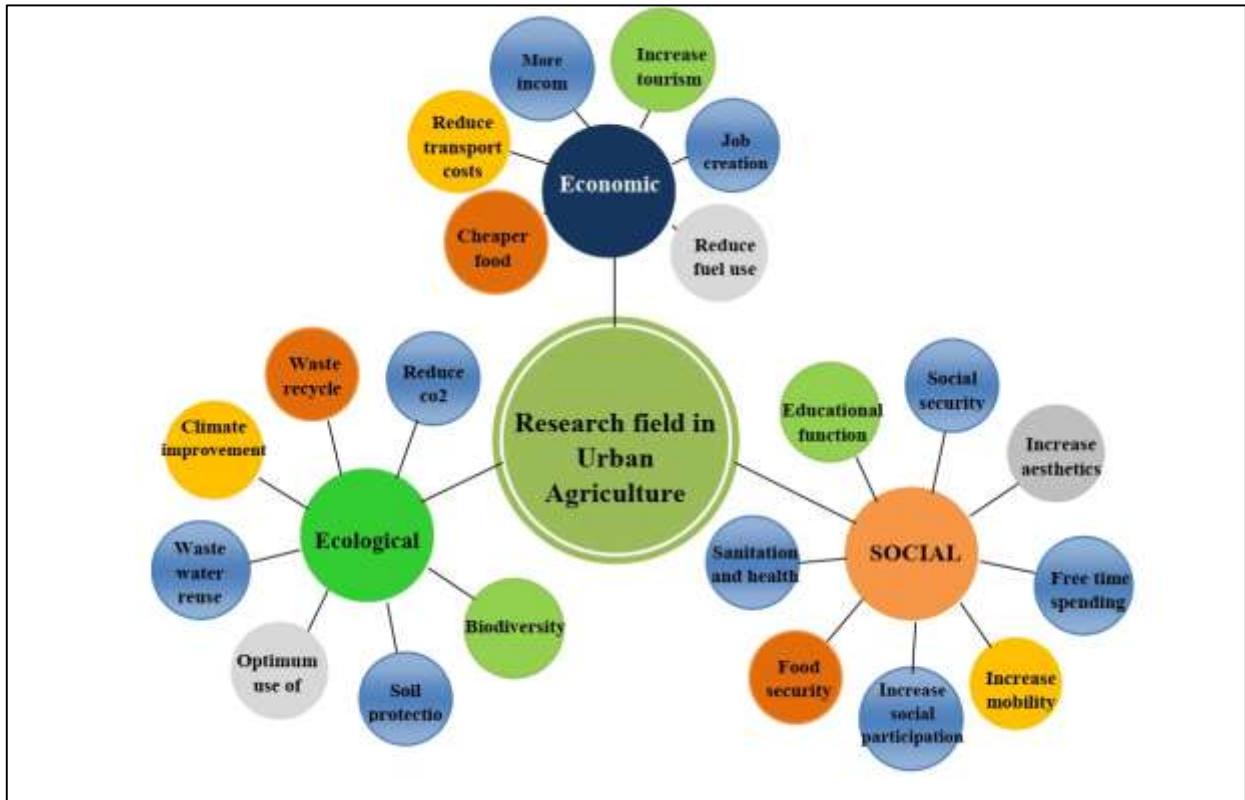 More
incom
Increase
tourism
Reduce
transport
costs
Job
creation
Economic
Cheaper
food
Reduce
fuel use
Research field in
Urban
Agriculture
Waste
recycle
Reduce
co2
Climate
improvement
Ecological
Waste
water
reuse
Biodiversity
Optimum
use of
Soil
protectio
Educational
function
Social
security
Increase
aesthetics
SOCIAL
Sanitation
and health
Free time
spending
Food
security
Increase
social
participation
Increase
mobility